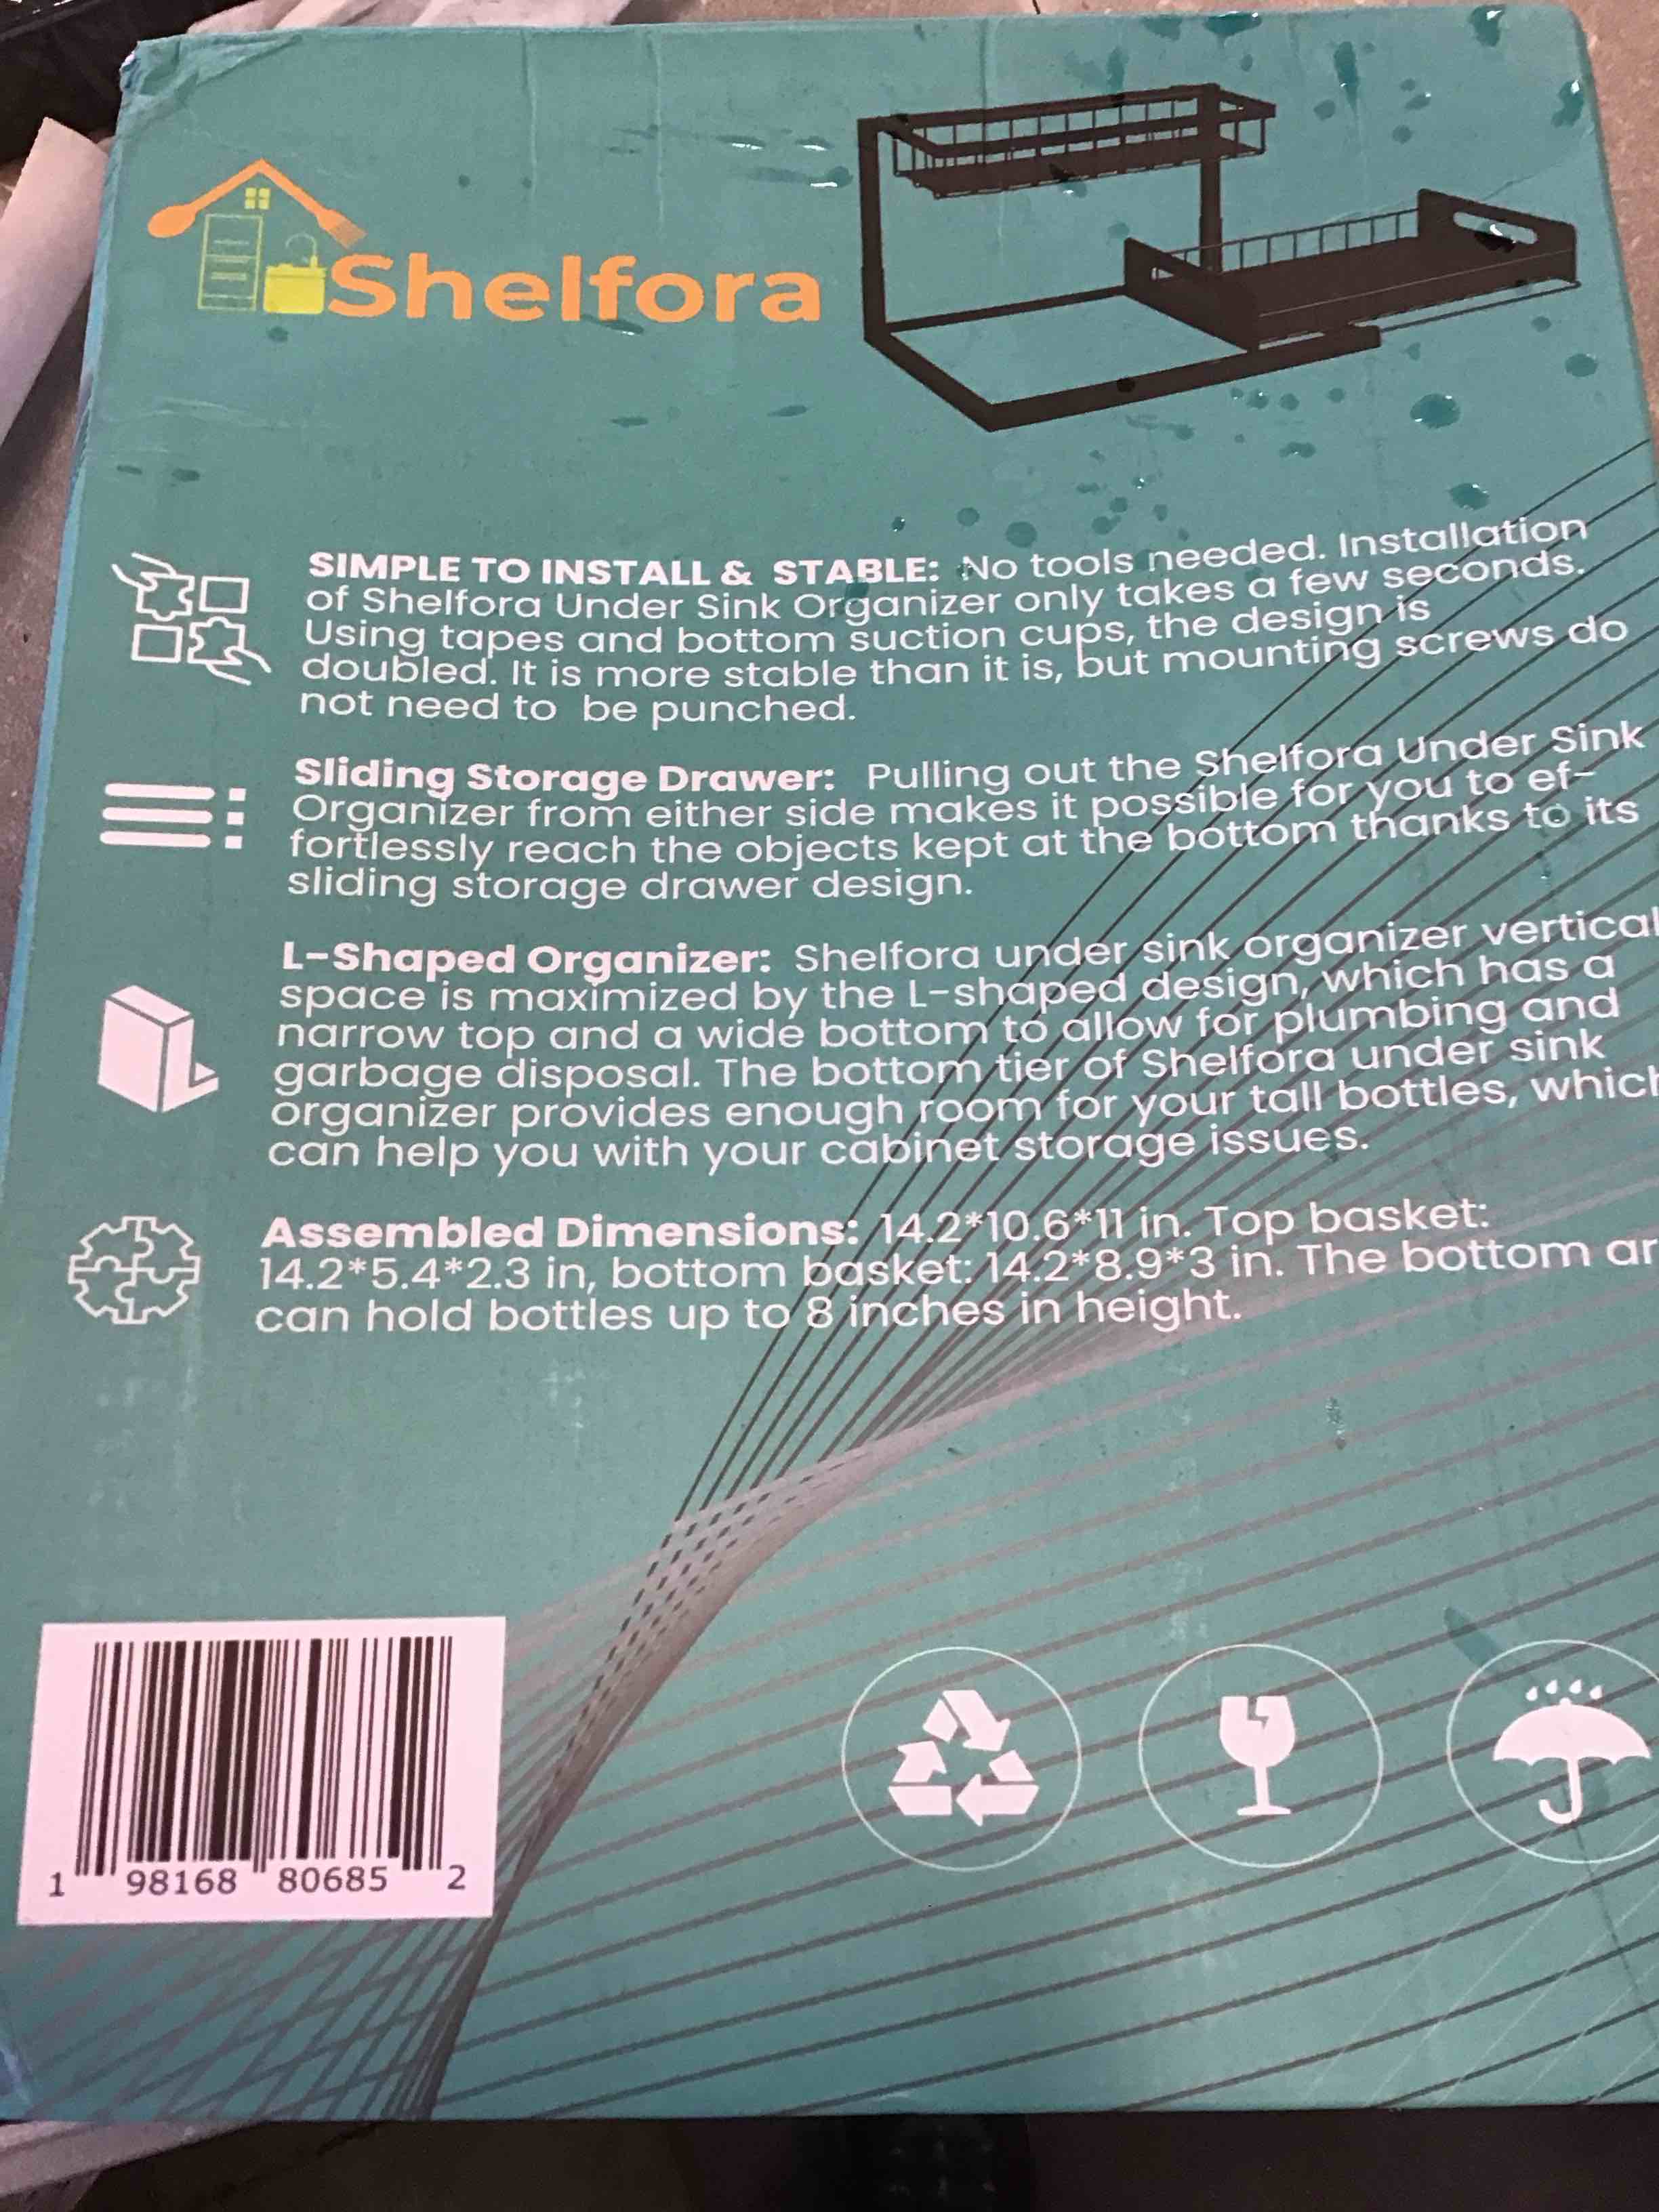 Shelfora
SIMPLE TO INSTALL & STABLE: No tools needed. Installation
of Shelfora Under Sink Organizer only takes a few seconds.
Using tapes and bottom suction cups, the design is
doubled. It is more stable than it is, but mounting screws do
not need to be punched.
Sliding Storage Drawer: Pulling out the Shelfora Under Sink
Organizer from either side makes it possible for you to ef-
fortlessly reach the objects kept at the bottom thanks to its
sliding storage drawer design.
L-Shaped Organizer: Shelfora under sink organizer vertical
space is maximized by the L-shaped design, which has a
narrow top and a wide bottom to allow for plumbing and
garbage disposal. The bottom tier of Shelfora under sink
organizer provides enough room for your tall bottles, which
can help you with your cabinet storage issues.
Assembled Dimensions: 14.2*10.6*11 in. Top basket:
14.2*5.4*2.3 in, bottom basket: 14.2*8.9*3 in. The bottom
can hold bottles up to 8 inches in height.
1 98168 80685 2